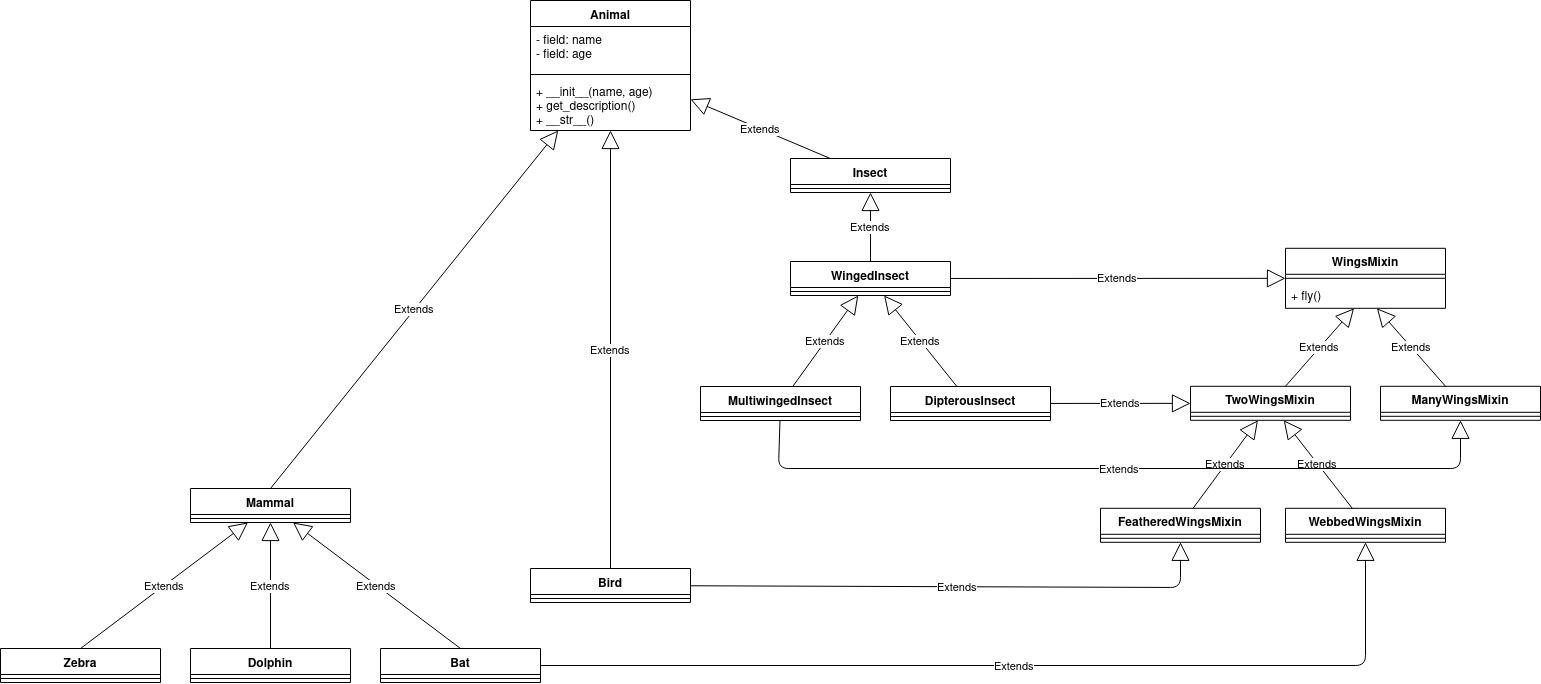 Animal
- field: name
- field: age
+ __init__(name, age)
+ get_description()
+ __str__()
Extends
Insect
Extends
WingedInsect
Extends
WingsMixin
+ fly()
Extends
Extends
Extends
Extends
Extends
Extends
MultiwingedInsect
DipterousInsect
Extends
TwoWingsMixin
ManyWingsMixin
Extends
Extends
Extends
Mammal
FeatheredWingsMixin
WebbedWingsMixin
Extends
Extends
Extends
Bird
Extends
Zebra
Dolphin
Bat
Extends